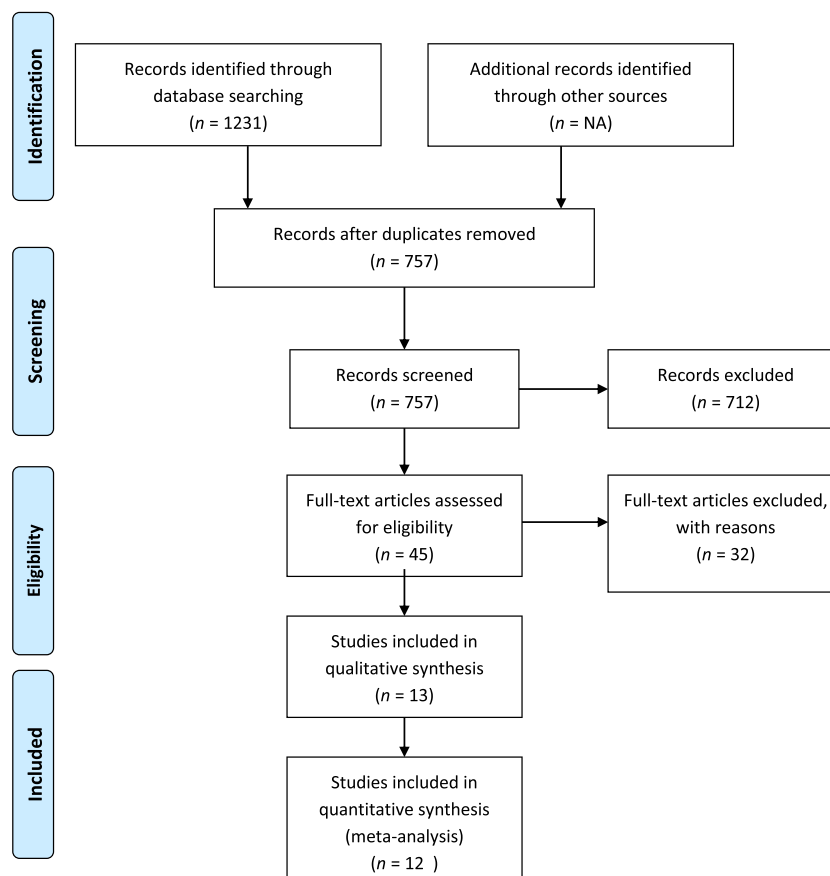 Identification
Records identified through
database searching
(n = 1231)
Additional records identified
through other sources
(n = NA)
Records after duplicates removed
(n = 757)
Screening
Records screened
(n = 757)
Records excluded
(n = 712)
Eligibility
Full-text articles assessed
for eligibility
(n = 45)
Full-text articles excluded,
with reasons
(n = 32)
Studies included in
qualitative synthesis
(n = 13)
Included
Studies included in
quantitative synthesis
(meta-analysis)
(n = 12 )